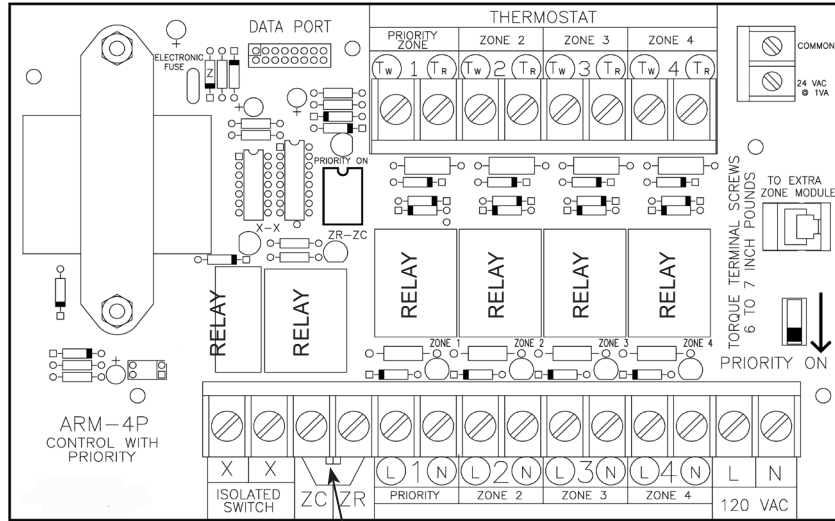 DATA PORT
ELECTRONIC
FUSE
Z
THERMOSTAT
PRIORITY
ZONE
ZONE 2
ZONE 3
ZONE 4
TW 1 TR
TW 2 TR
TW 3 TR
TW 4 TR
COMMON
24 VAC
@ 1VA
PRIORITY ON
X-X
ZR-ZC
TO EXTRA
ZONE MODULE
TORQUE TERMINAL SCREWS
6 TO 7 INCH POUNDS
RELAY
RELAY
RELAY
RELAY
RELAY
RELAY
ZONE 1
ZONE 2
ZONE 3
ZONE 4
PRIORITY ON
ARM-4P
CONTROL WITH
PRIORITY
X X
ISOLATED
SWITCH
ZC ZR
L 1 N
PRIORITY
L 2 N
ZONE 2
L 3 N
ZONE 3
L 4 N
ZONE 4
L N
120 VAC